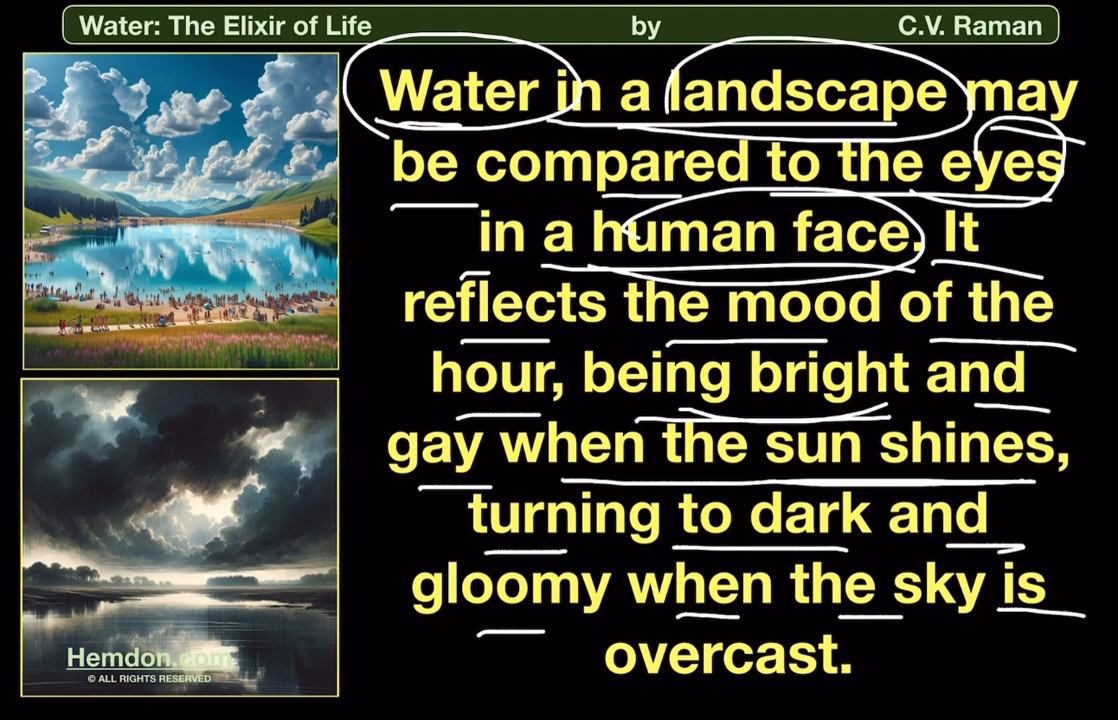 Water: The Elixir of Life by C.V. Raman
Water in a landscape may
be compared to the eyes
in a human face. It
reflects the mood of the
hour, being bright and
gay when the sun shines,
turning to dark and
gloomy when the sky is
overcast.
Hemdon.com
© ALL RIGHTS RESERVED